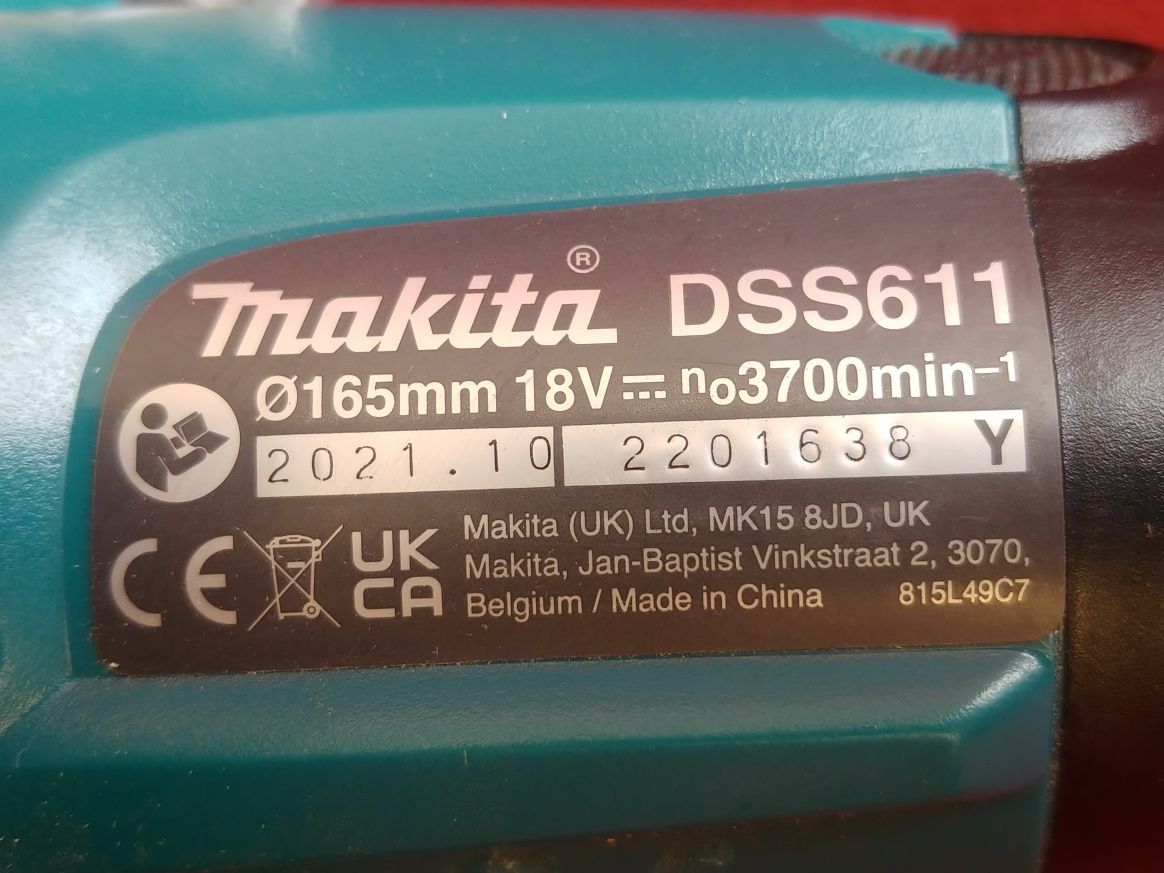 makita® DSS611
Ø165mm 18V⎓ n₀3700min⁻¹
2021.10 2201638 Y
CE UK CA
Makita (UK) Ltd, MK15 8JD, UK
Makita, Jan-Baptist Vinkstraat 2, 3070,
Belgium / Made in China 815L49C7